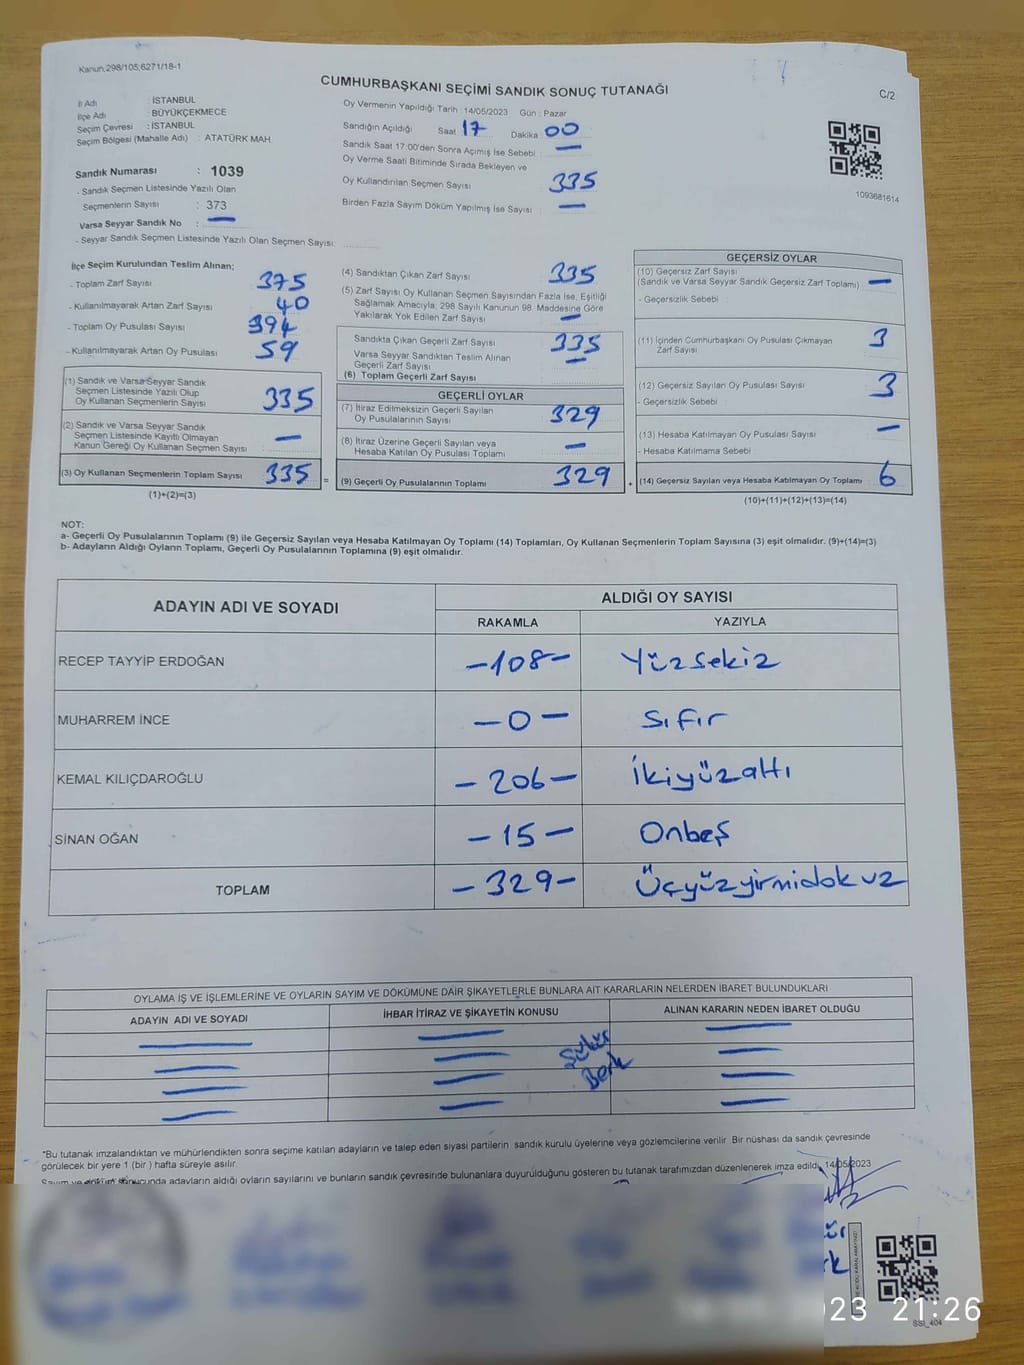 Kanun.298/105;6271/18-1
CUMHURBAŞKANI SEÇİMİ SANDIK SONUÇ TUTANAĞI
C/2
İl Adı : İSTANBUL
İlçe Adı : BÜYÜKÇEKMECE
Seçim Çevresi : İSTANBUL
Seçim Bölgesi (Mahalle Adı) : ATATÜRK MAH
Sandık Numarası : 1039
- Sandık Seçmen Listesinde Yazılı Olan
Seçmenlerin Sayısı : 373
Varsa Seyyar Sandık No : —
- Seyyar Sandık Seçmen Listesinde Yazılı Olan Seçmen Sayısı:
Oy Vermenin Yapıldığı Tarih : 14/05/2023 Gün : Pazar
Sandığın Açıldığı Saat 17 Dakika 00
Sandık Saat 17:00'den Sonra Açımış İse Sebebi : —
Oy Verme Saati Bitiminde Sırada Bekleyen ve
Oy Kullandırılan Seçmen Sayısı 335
Birden Fazla Sayım Döküm Yapılmış İse Sayısı : —
1093681614
İlçe Seçim Kurulundan Teslim Alınan;
- Toplam Zarf Sayısı 375
- Kullanılmayarak Artan Zarf Sayısı 40
- Toplam Oy Pusulası Sayısı 394
- Kullanılmayarak Artan Oy Pusulası 59
(1) Sandık ve Varsa Seyyar Sandık
Seçmen Listesinde Yazılı Olup
Oy Kullanan Seçmenlerin Sayısı 335
(2) Sandık ve Varsa Seyyar Sandık
Seçmen Listesinde Kayıtlı Olmayan
Kanun Gereği Oy Kullanan Seçmen Sayısı —
(3) Oy Kullanan Seçmenlerin Toplam Sayısı 335 =
(1)+(2)=(3)
(4) Sandıktan Çıkan Zarf Sayısı 335
(5) Zarf Sayısı Oy Kullanan Seçmen Sayısından Fazla İse, Eşitliği
Sağlamak Amacıyla, 298 Sayılı Kanunun 98. Maddesine Göre
Yakılarak Yok Edilen Zarf Sayısı —
Sandıkta Çıkan Geçerli Zarf Sayısı 335
Varsa Seyyar Sandıktan Teslim Alınan
Geçerli Zarf Sayısı: —
(6) Toplam Geçerli Zarf Sayısı
GEÇERLİ OYLAR
(7) İtiraz Edilmeksizin Geçerli Sayılan
Oy Pusulalarının Sayısı 329
(8) İtiraz Üzerine Geçerli Sayılan veya
Hesaba Katılan Oy Pusulası Toplamı —
(9) Geçerli Oy Pusulalarının Toplamı 329 +
GEÇERSİZ OYLAR
(10) Geçersiz Zarf Sayısı
(Sandık ve Varsa Seyyar Sandık Geçersiz Zarf Toplamı) —
- Geçersizlik Sebebi :
(11) İçinden Cumhurbaşkanı Oy Pusulası Çıkmayan
Zarf Sayısı 3
(12) Geçersiz Sayılan Oy Pusulası Sayısı 3
- Geçersizlik Sebebi :
(13) Hesaba Katılmayan Oy Pusulası Sayısı —
- Hesaba Katılmama Sebebi
(14) Geçersiz Sayılan veya Hesaba Katılmayan Oy Toplamı 6
(10)+(11)+(12)+(13)=(14)
NOT:
a- Geçerli Oy Pusulalarının Toplamı (9) ile Geçersiz Sayılan veya Hesaba Katılmayan Oy Toplamı (14) Toplamları, Oy Kullanan Seçmenlerin Toplam Sayısına (3) eşit olmalıdır. (9)+(14)=(3)
b- Adayların Aldığı Oyların Toplamı, Geçerli Oy Pusulalarının Toplamına (9) eşit olmalıdır.
ADAYIN ADI VE SOYADI
ALDIĞI OY SAYISI
RAKAMLA YAZIYLA
RECEP TAYYİP ERDOĞAN -108- Yüzsekiz
MUHARREM İNCE -0- Sıfır
KEMAL KILIÇDAROĞLU -206- İkiyüzaltı
SİNAN OĞAN -15- Onbeş
TOPLAM -329- Üçyüzyirmidokuz
OYLAMA İŞ VE İŞLEMLERİNE VE OYLARIN SAYIM VE DÖKÜMÜNE DAİR ŞİKAYETLERLE BUNLARA AİT KARARLARIN NELERDEN İBARET BULUNDUKLARI
ADAYIN ADI VE SOYADI İHBAR İTİRAZ VE ŞİKAYETİN KONUSU ALINAN KARARIN NEDEN İBARET OLDUĞU
Berk
*Bu tutanak imzalandıktan ve mühürlendikten sonra seçime katılan adayların ve talep eden siyasi partilerin sandık kurulu üyelerine veya gözlemcilerine verilir Bir nüshası da sandık çevresinde
görülecek bir yere 1 (bir ) hafta süreyle asılır.
Sayım ve döküm sonucunda adayların aldığı oyların sayılarını ve bunların sandık çevresinde bulunanlara duyurulduğunu gösteren bu tutanak tarafımızdan düzenlenerek imza edildi. 14/05/2023
023 21:26
SSI_404